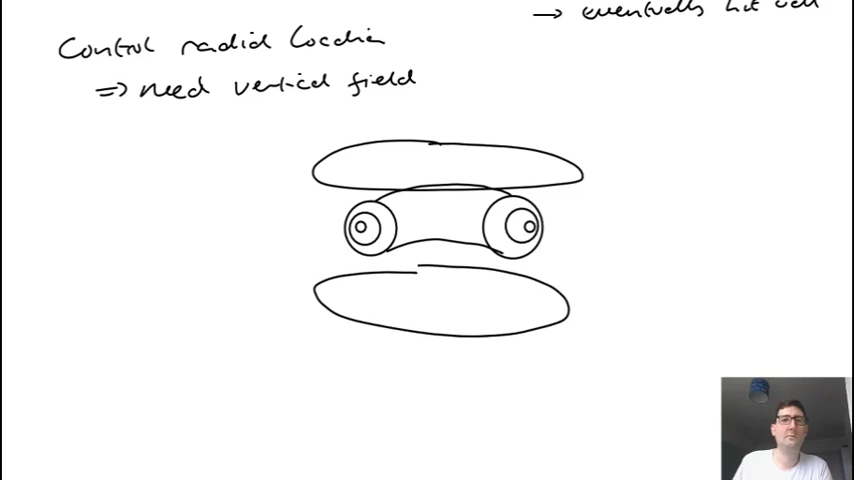 → eventually hit wall
Control radial location
⇒ need vertical field